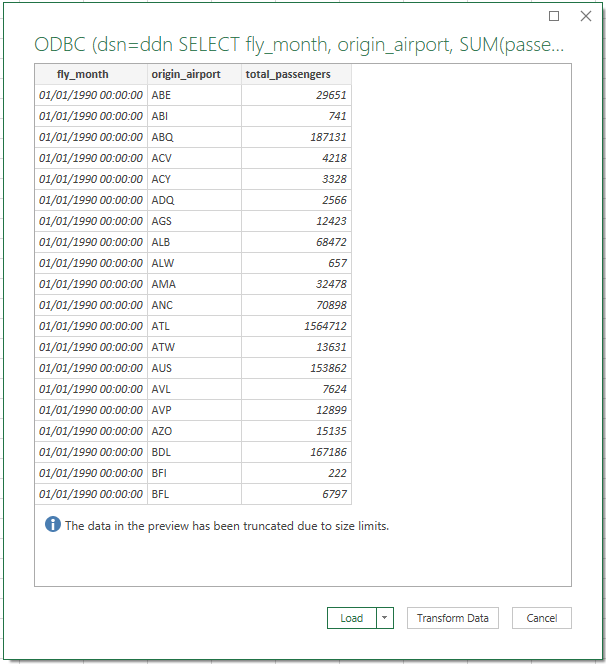 ODBC (dsn=ddn SELECT fly_month, origin_airport, SUM(passe...
fly_month origin_airport total_passengers
01/01/1990 00:00:00 ABE 29651
01/01/1990 00:00:00 ABI 741
01/01/1990 00:00:00 ABQ 187131
01/01/1990 00:00:00 ACV 4218
01/01/1990 00:00:00 ACY 3328
01/01/1990 00:00:00 ADQ 2566
01/01/1990 00:00:00 AGS 12423
01/01/1990 00:00:00 ALB 68472
01/01/1990 00:00:00 ALW 657
01/01/1990 00:00:00 AMA 32478
01/01/1990 00:00:00 ANC 70898
01/01/1990 00:00:00 ATL 1564712
01/01/1990 00:00:00 ATW 13631
01/01/1990 00:00:00 AUS 153862
01/01/1990 00:00:00 AVL 7624
01/01/1990 00:00:00 AVP 12899
01/01/1990 00:00:00 AZO 15135
01/01/1990 00:00:00 BDL 167186
01/01/1990 00:00:00 BFI 222
01/01/1990 00:00:00 BFL 6797
The data in the preview has been truncated due to size limits.
Load Transform Data Cancel